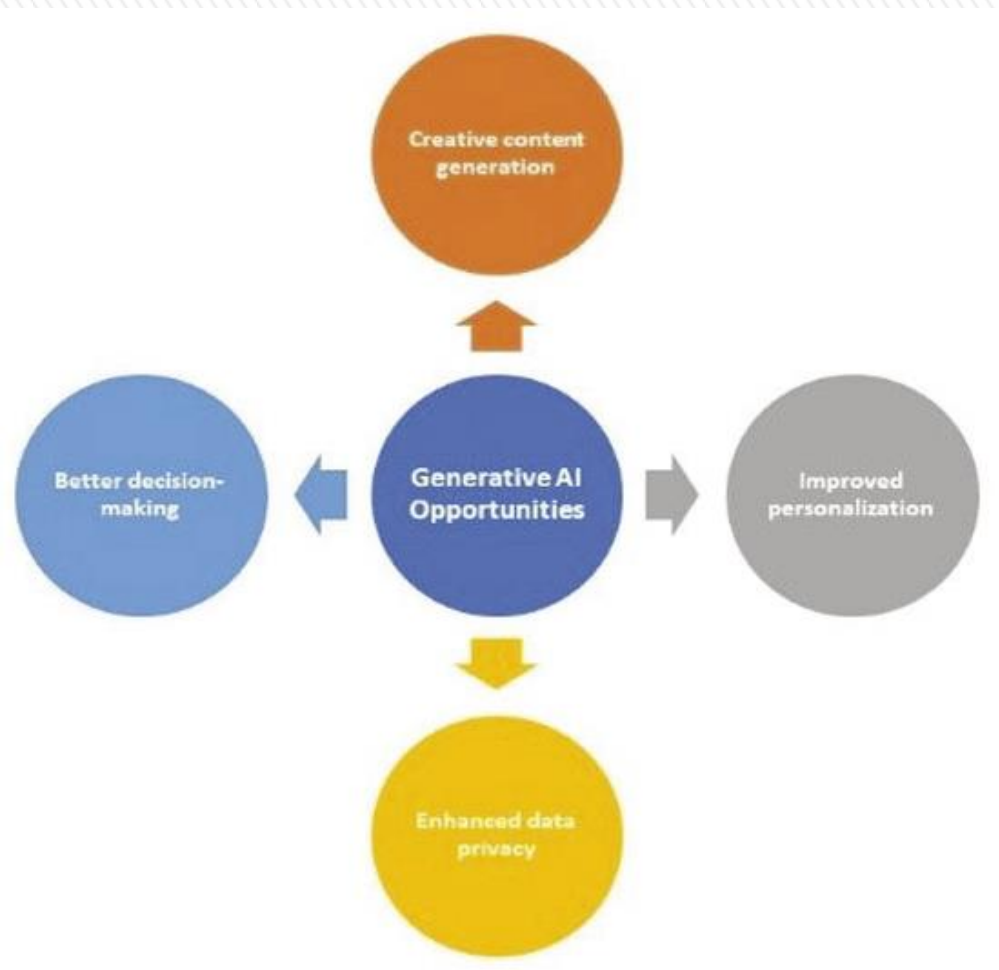 Creative content
generation
Better decision-
making
Generative AI
Opportunities
Improved
personalization
Enhanced data
privacy